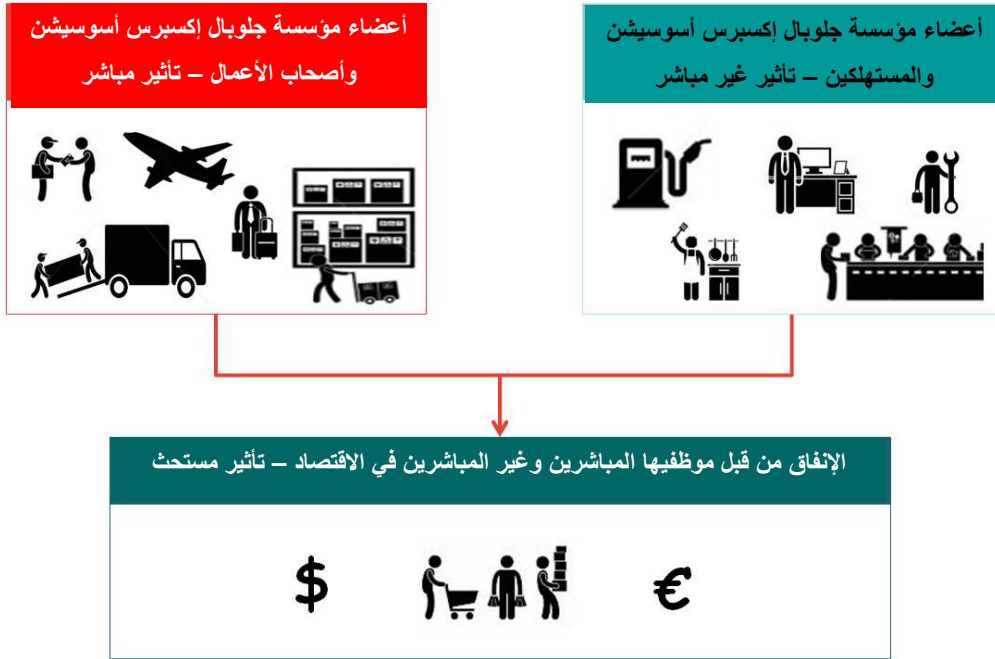 أعضاء مؤسسة جلوبال إكسبرس أسوسيشن
وأصحاب الأعمال – تأثير مباشر
أعضاء مؤسسة جلوبال إكسبرس أسوسيشن
والمستهلكين – تأثير غير مباشر
الإنفاق من قبل موظفيها المباشرين وغير المباشرين في الاقتصاد – تأثير مستحث
$ €